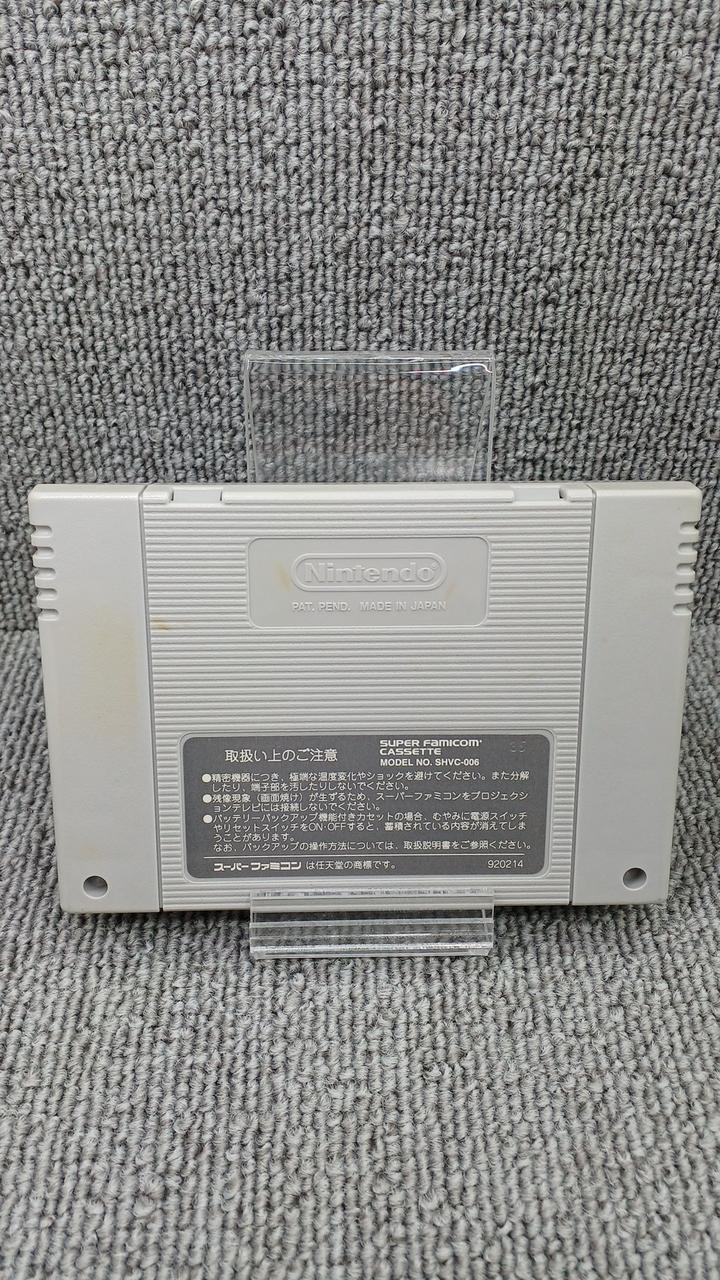 Nintendo®
PAT. PEND. MADE IN JAPAN
取扱い上のご注意
SUPER FAMICOM
CASSETTE
MODEL NO. SHVC-006
35
●精密機器につき、極端な温度変化やショックを避けてください。また分解
したり、端子部を汚したりしないでください。
●残像現象(画面焼け)が生ずるため、スーパーファミコンをプロジェクシ
ョンテレビには接続しないでください。
●バッテリーバックアップ機能付きカセットの場合、むやみに電源スイッチ
やリセットスイッチをON·OFFすると、蓄積されている内容が消えてしま
うことがあります。
なお、バックアップの操作方法については、取扱説明書をご参照ください。
スーパーファミコンは任天堂の商標です。
920214